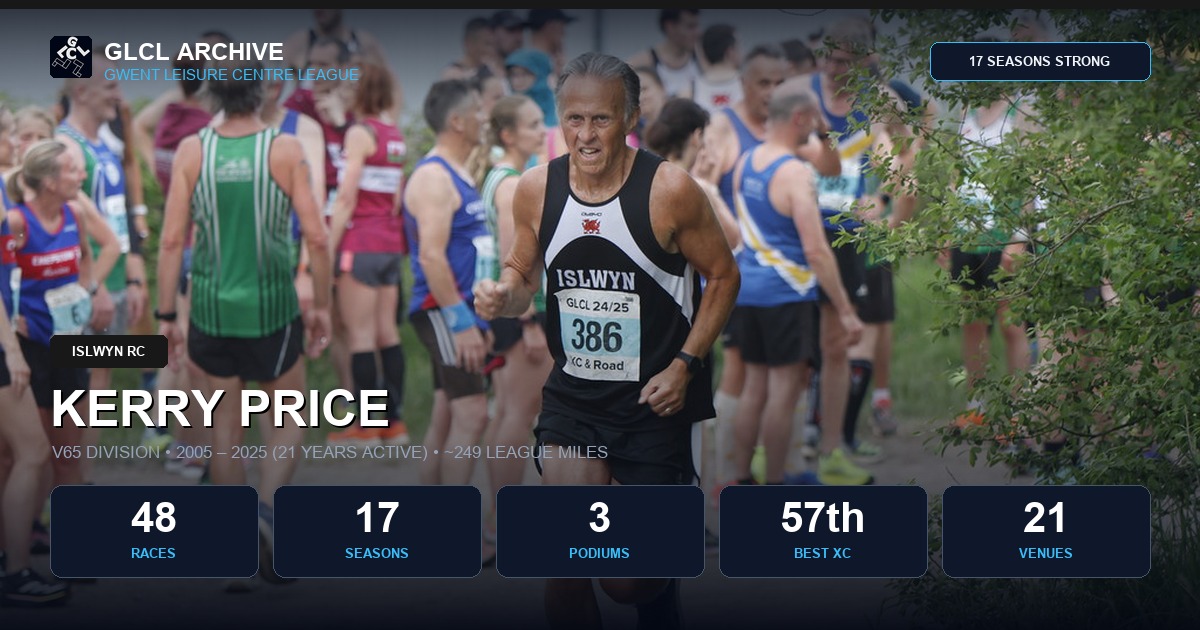 GLCL ARCHIVE
GWENT LEISURE CENTRE LEAGUE
17 SEASONS STRONG
ISLWYN
GLCL 24/25
386
XC & Road
6
ISLWYN RC
KERRY PRICE
V65 DIVISION • 2005 – 2025 (21 YEARS ACTIVE) • ~249 LEAGUE MILES
48
RACES
17
SEASONS
3
PODIUMS
57th
BEST XC
21
VENUES